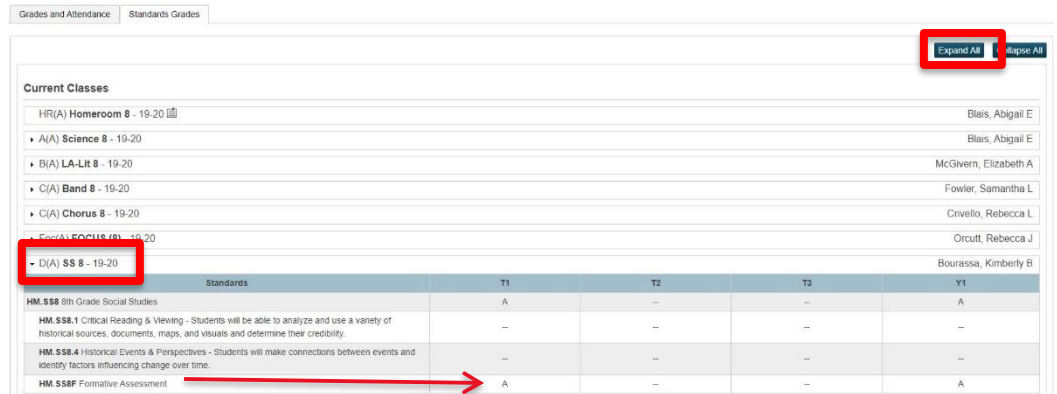 Grades and Attendance Standards Grades
Expand All Collapse All
Current Classes
HR(A) Homeroom 8 - 19-20 Blais, Abigail E
A(A) Science 8 - 19-20 Blais, Abigail E
B(A) LA-Lit 8 - 19-20 McGivern, Elizabeth A
C(A) Band 8 - 19-20 Fowler, Samantha L
C(A) Chorus 8 - 19-20 Crivello, Rebecca L
Foc(A) FOCUS (8) - 19-20 Orcutt, Rebecca J
D(A) SS 8 - 19-20 Bourassa, Kimberly B
Standards T1 T2 T3 Y1
HM.SS8 8th Grade Social Studies A -- -- A
HM.SS8.1 Critical Reading & Viewing - Students will be able to analyze and use a variety of
historical sources, documents, maps, and visuals and determine their credibility. -- -- -- --
HM.SS8.4 Historical Events & Perspectives - Students will make connections between events and
identify factors influencing change over time. -- -- -- --
HM.SS8F Formative Assessment A -- -- A